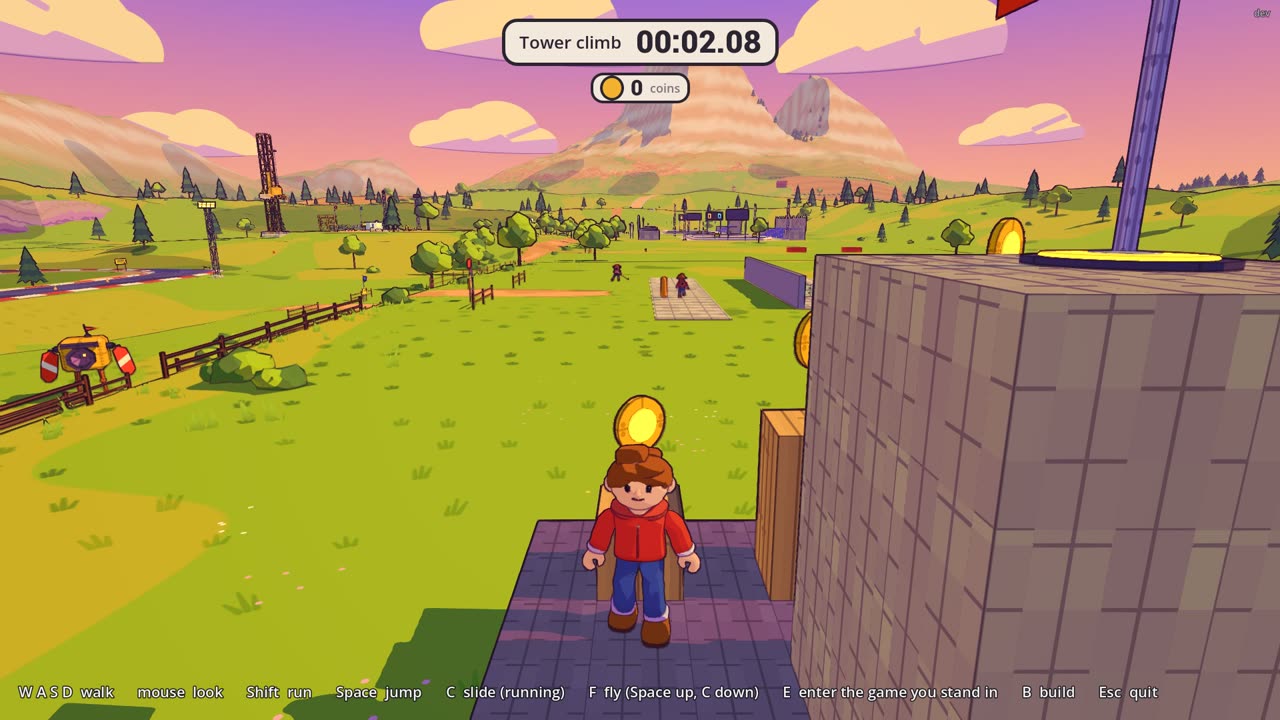 dev
Tower climb 00:02.08
0 coins
W A S D walk mouse look Shift run Space jump C slide (running) F fly (Space up, C down) E enter the game you stand in B build Esc quit